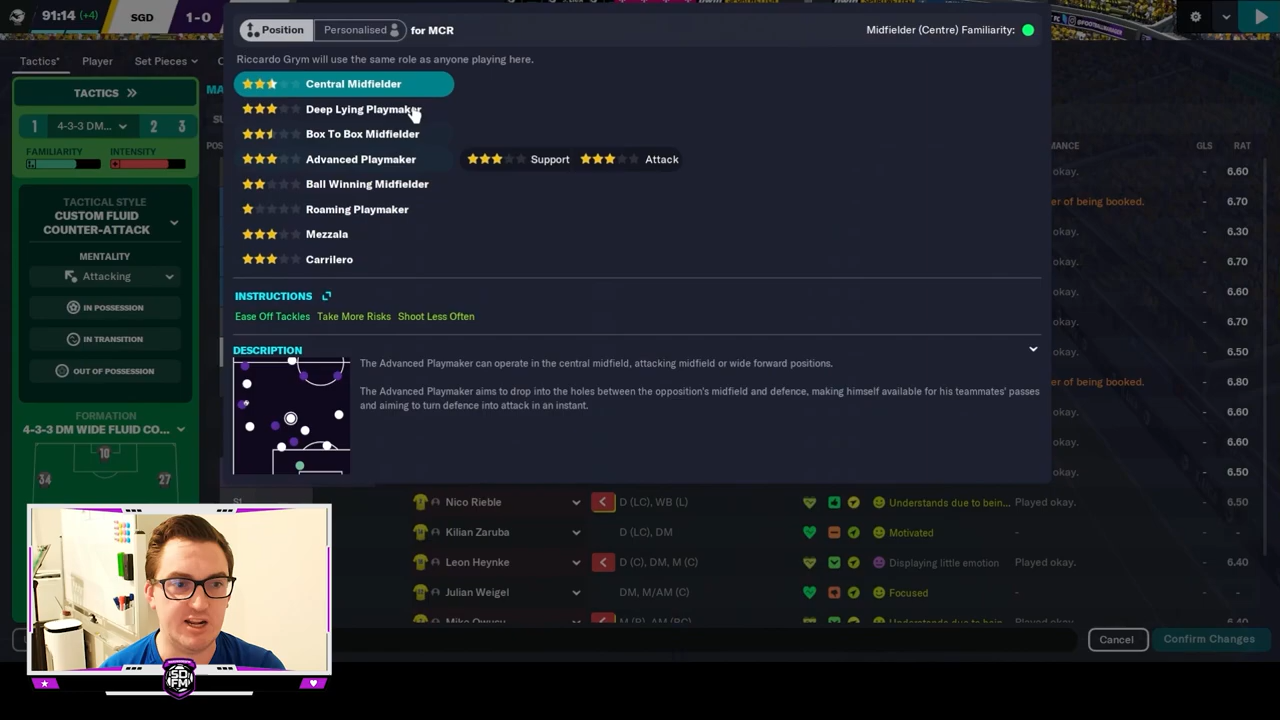 91:14 (+4) SGD 1-0
Position Personalised for MCR Midfielder (Centre) Familiarity:
Riccardo Grym will use the same role as anyone playing here.
Central Midfielder
Deep Lying Playmaker
Box To Box Midfielder
Advanced Playmaker Support Attack
Ball Winning Midfielder
Roaming Playmaker
Mezzala
Carrilero
INSTRUCTIONS
Ease Off Tackles Take More Risks Shoot Less Often
DESCRIPTION
The Advanced Playmaker can operate in the central midfield, attacking midfield or wide forward positions.
The Advanced Playmaker aims to drop into the holes between the opposition's midfield and defence, making himself available for his teammates' passes
and aiming to turn defence into attack in an instant.
Tactics* Player Set Pieces
TACTICS
1 4-3-3 DM... 2 3
FAMILIARITY INTENSITY
TACTICAL STYLE
CUSTOM FLUID
COUNTER-ATTACK
MENTALITY
Attacking
IN POSSESSION
IN TRANSITION
OUT OF POSSESSION
FORMATION
4-3-3 DM WIDE FLUID CO...
10
34 27
MANCE GLS RAT
okay. - 6.60
er of being booked. - 6.70
okay. - 6.30
okay. - 6.70
okay. - 6.60
okay. - 6.70
okay. - 6.50
er of being booked. - 6.80
okay. - 6.60
okay. - 6.60
okay. - 6.50
S1 Nico Rieble D (LC), WB (L) Understands due to bein... Played okay. - 6.50
Kilian Zaruba D (LC), DM Motivated - - -
Leon Heynke D (C), DM, M (C) Displaying little emotion Played okay. - 6.40
Julian Weigel DM, M/AM (C) Focused - - -
Cancel Confirm Changes
SDFM